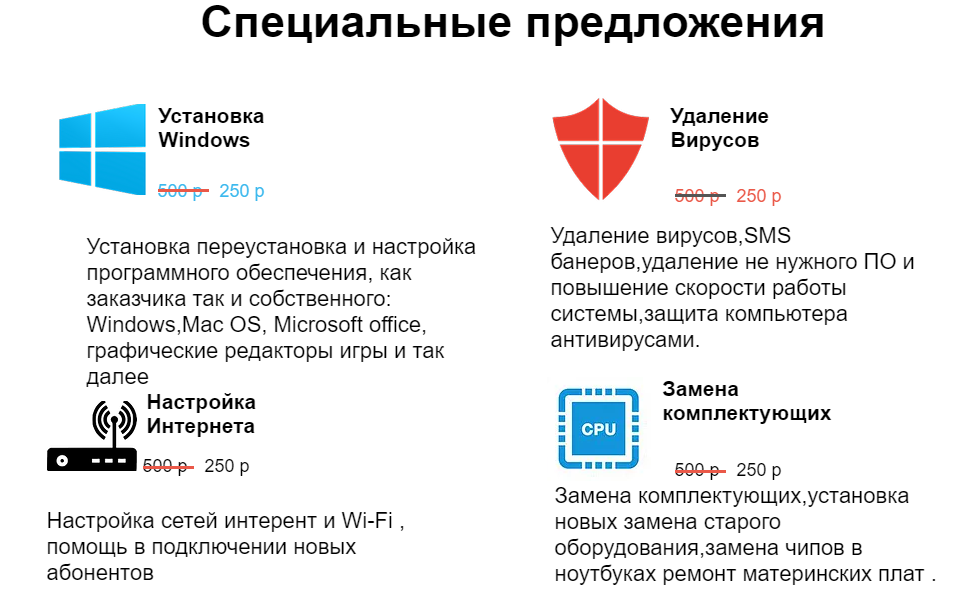 Специальные предложения
Установка
Windows
500 р 250 р
Установка переустановка и настройка
программного обеспечения, как
заказчика так и собственного:
Windows,Mac OS, Microsoft office,
графические редакторы игры и так
далее
Удаление
Вирусов
500 р 250 р
Удаление вирусов,SMS
банеров,удаление не нужного ПО и
повышение скорости работы
системы,защита компьютера
антивирусами.
Настройка
Интернета
500 р 250 р
Настройка сетей интерент и Wi-Fi ,
помощь в подключении новых
абонентов
CPU
Замена
комплектующих
500 р 250 р
Замена комплектующих,установка
новых замена старого
оборудования,замена чипов в
ноутбуках ремонт материнских плат .